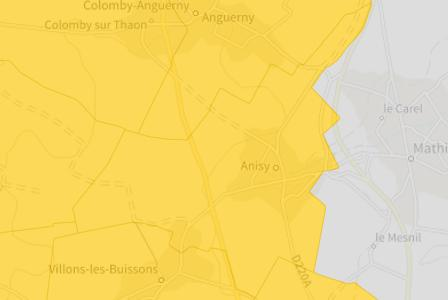 Colomby-Anguerny
Anguerny
Colomby sur Thaon
le Carel
Mathi
Anisy
le Mesnil
D220A
Villons-les-Buissons